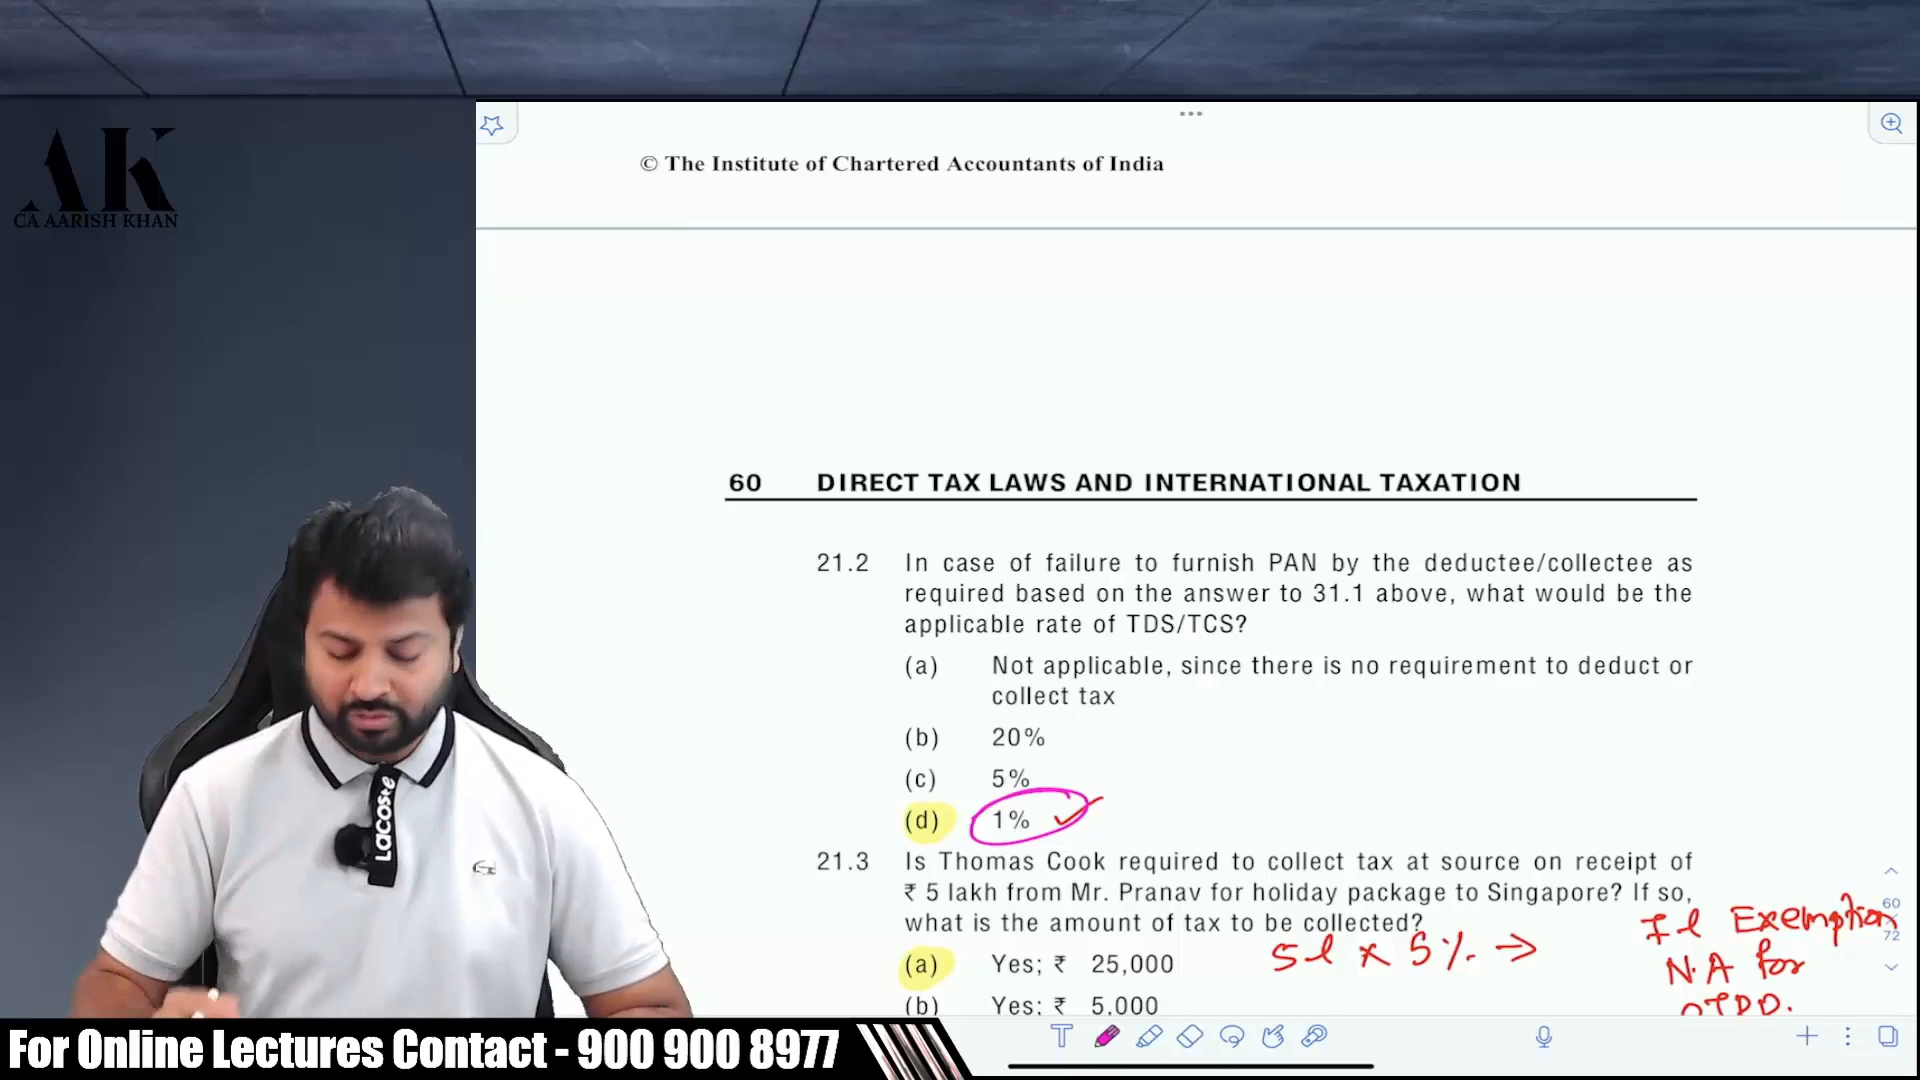 AK
CA AARISH KHAN
© The Institute of Chartered Accountants of India
60 DIRECT TAX LAWS AND INTERNATIONAL TAXATION
21.2 In case of failure to furnish PAN by the deductee/collectee as
required based on the answer to 31.1 above, what would be the
applicable rate of TDS/TCS?
(a) Not applicable, since there is no requirement to deduct or
collect tax
(b) 20%
(c) 5%
(d) 1%
21.3 Is Thomas Cook required to collect tax at source on receipt of
₹ 5 lakh from Mr. Pranav for holiday package to Singapore? If so,
what is the amount of tax to be collected?
5l x 5% →
7l Exemption
N.A for
OTPP.
(a) Yes; ₹ 25,000
(b) Yes; ₹ 5,000
60
72
Lacoste
T
For Online Lectures Contact - 900 900 8977